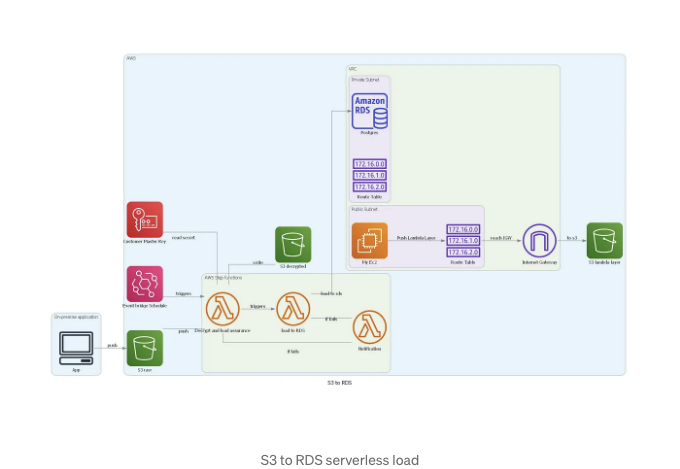 AWS
VPC
Private Subnet
Amazon
RDS
Postgres
172.16.0.0
172.16.1.0
172.16.2.0
Route Table
Public Subnet
Customer Master Key
read secret
write
S3 decrypted
My Ec2
Push Lambda Layer
172.16.0.0
172.16.1.0
172.16.2.0
Route Table
reach IGW
Internet Gateway
to s3
S3 lambda layer
AWS Step Functions
Event bridge Schedule
triggers
Decrypt and load assurance
triggers
load to RDS
load to rds
if fails
Notification
if fails
On-premise application
App
push
S3 raw
push
S3 to RDS
S3 to RDS serverless load